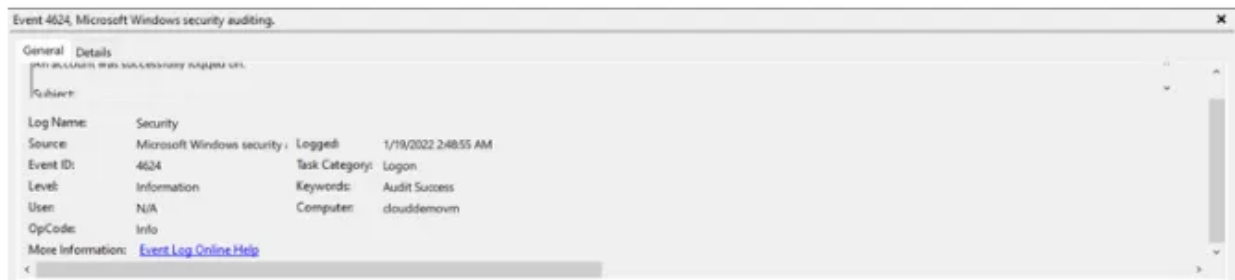 Event 4624, Microsoft Windows security auditing.
General Details
An account was successfully logged on.
Subject:
Log Name: Security
Source: Microsoft Windows security Logged: 1/19/2022 2:48:55 AM
Event ID: 4624 Task Category: Logon
Level: Information Keywords: Audit Success
User: N/A Computer: clouddemovm
OpCode: Info
More Information: Event Log Online Help